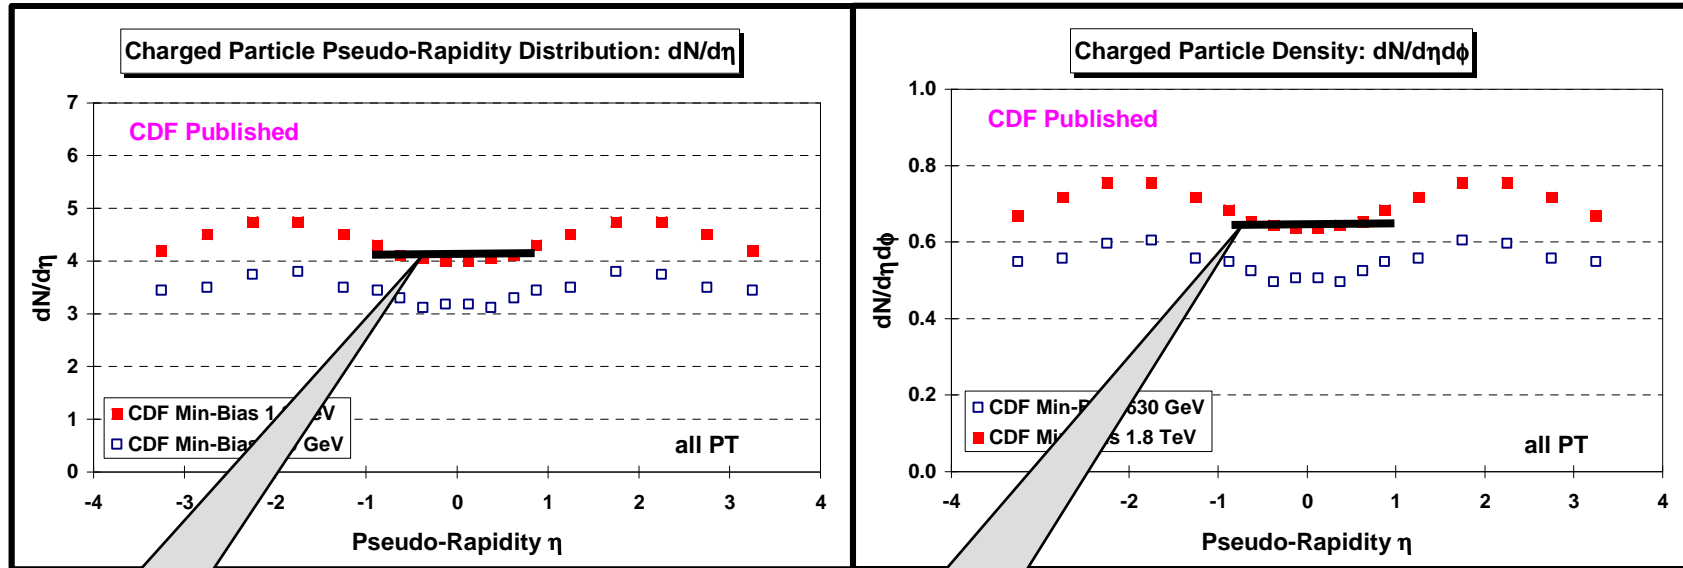 Charged Particle Pseudo-Rapidity Distribution: dN/dη
CDF Published
dN/dη
7
6
5
4
3
2
1
0
CDF Min-Bias 1. eV
CDF Min-Bias GeV
all PT
-4 -3 -2 -1 0 1 2 3 4
Pseudo-Rapidity η
Charged Particle Density: dN/dηdϕ
CDF Published
dN/dηdϕ
1.0
0.8
0.6
0.4
0.2
0.0
CDF Min-B 630 GeV
CDF Mi s 1.8 TeV
all PT
-4 -3 -2 -1 0 1 2 3 4
Pseudo-Rapidity η